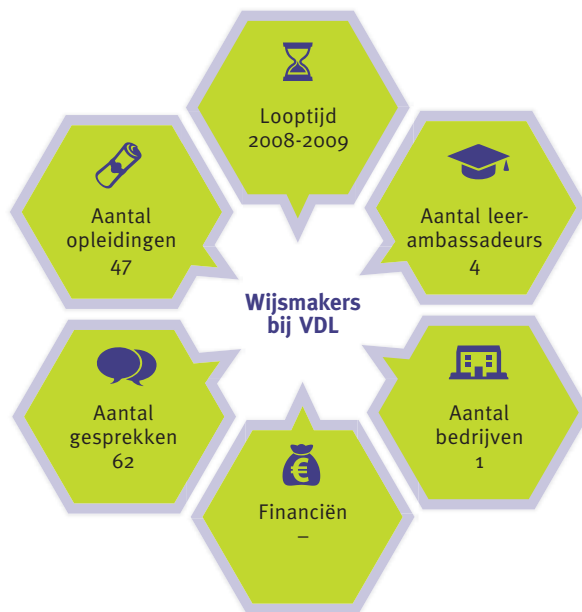 Looptijd
2008-2009
Aantal leer-
ambassadeurs
4
Aantal
bedrijven
1
Financiën
–
Aantal
gesprekken
62
Aantal
opleidingen
47
Wijsmakers
bij VDL